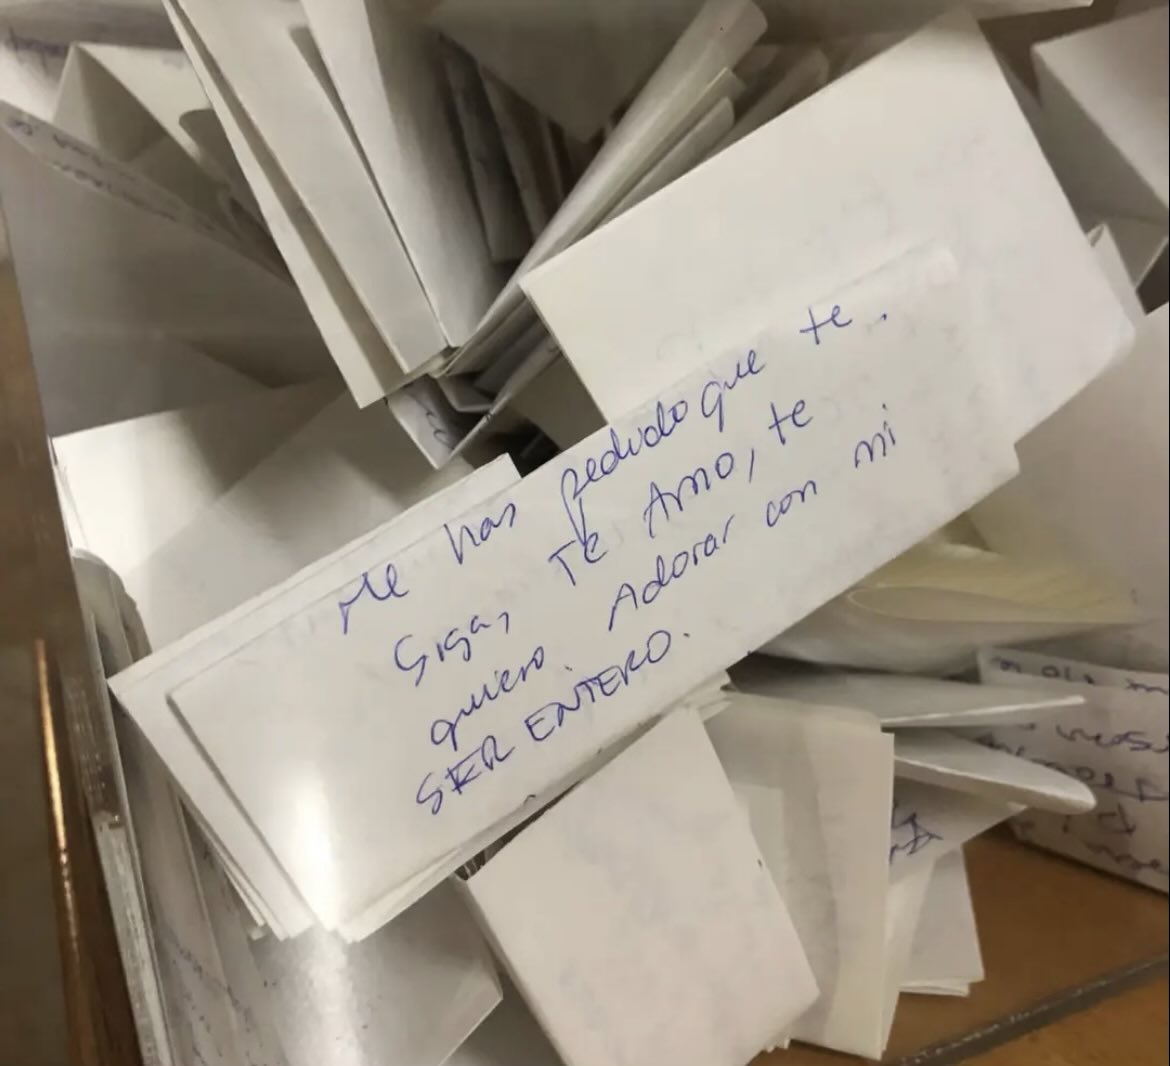 Me has pedido que te.
Siga, Te Amo, te
quiero. Adorar con mi
SER ENTERO.